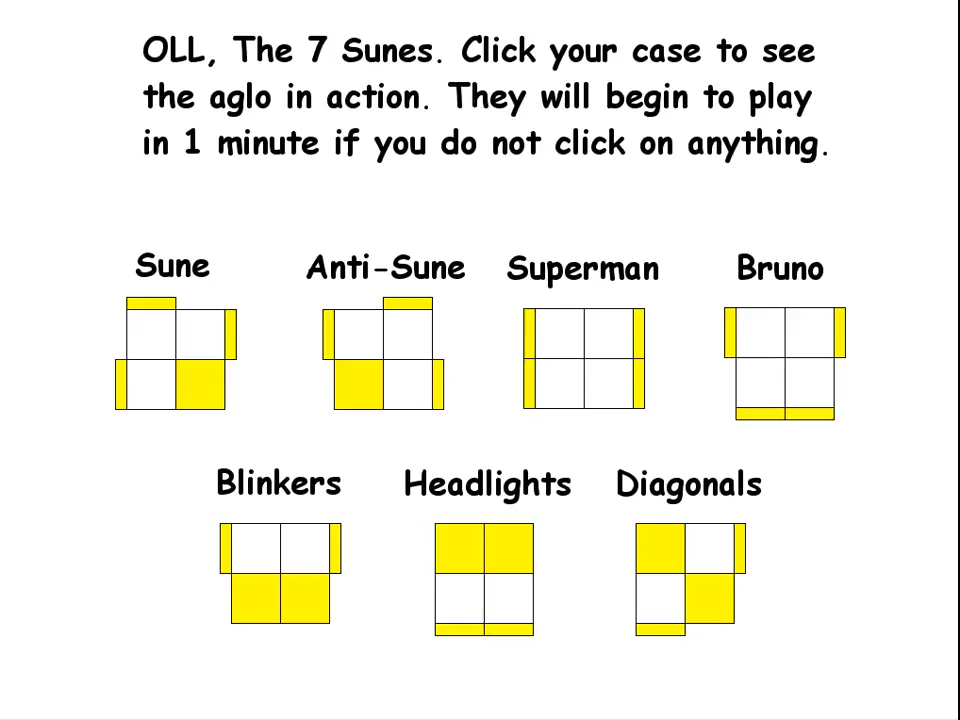 OLL, The 7 Sunes. Click your case to see
the aglo in action. They will begin to play
in 1 minute if you do not click on anything.
Sune Anti-Sune Superman Bruno
Blinkers Headlights Diagonals